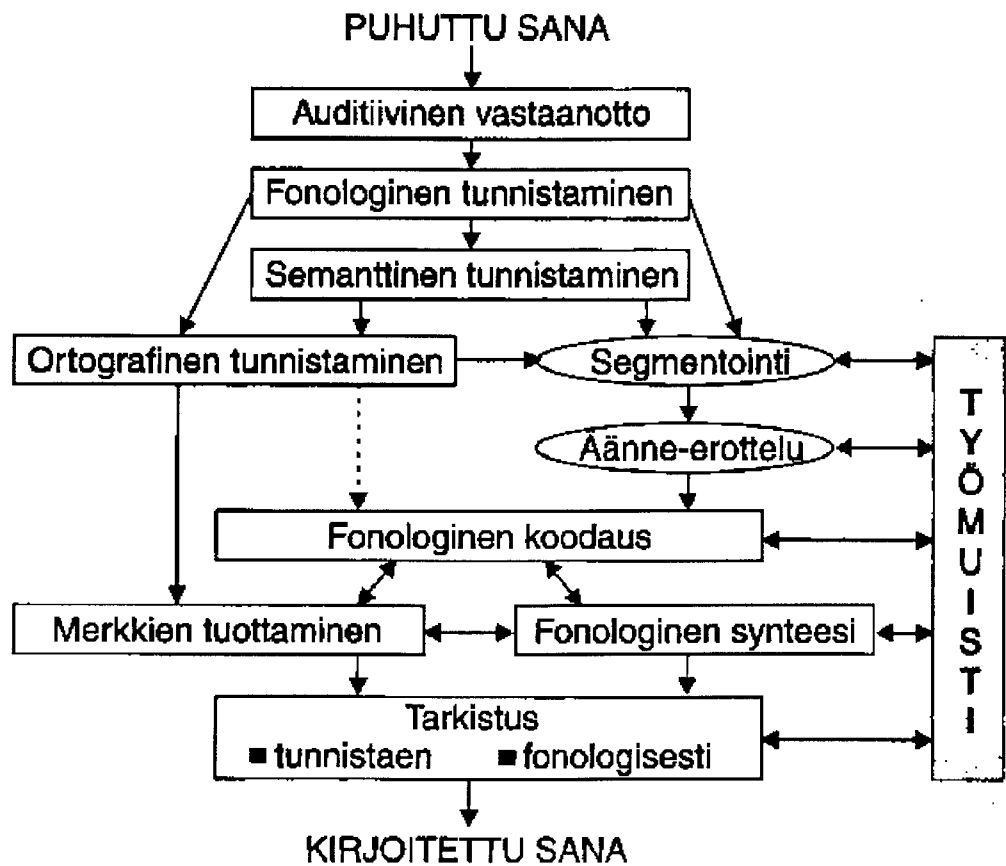 PUHUTTU SANA
Auditiivinen vastaanotto
Fonologinen tunnistaminen
Semanttinen tunnistaminen
Ortografinen tunnistaminen
Segmentointi
Äänne-erottelu
Fonologinen koodaus
Merkkien tuottaminen
Fonologinen synteesi
Tarkistus
■ tunnistaen ■ fonologisesti
KIRJOITETTU SANA
TYÖMUISTI